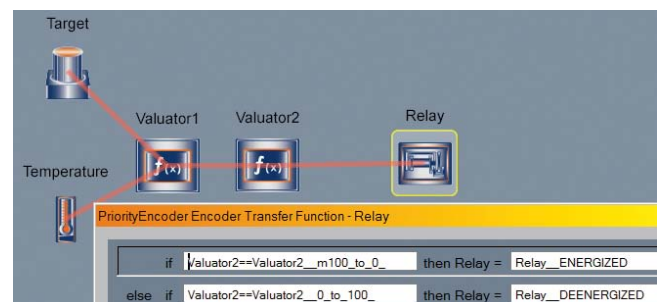 Target
Valuator1 Valuator2 Relay
f(x) f(x)
Temperature
PriorityEncoder Encoder Transfer Function - Relay
if Valuator2==Valuator2__m100_to_0_ then Relay = Relay__ENERGIZED
else if Valuator2==Valuator2__0_to_100_ then Relay = Relay__DEENERGIZED